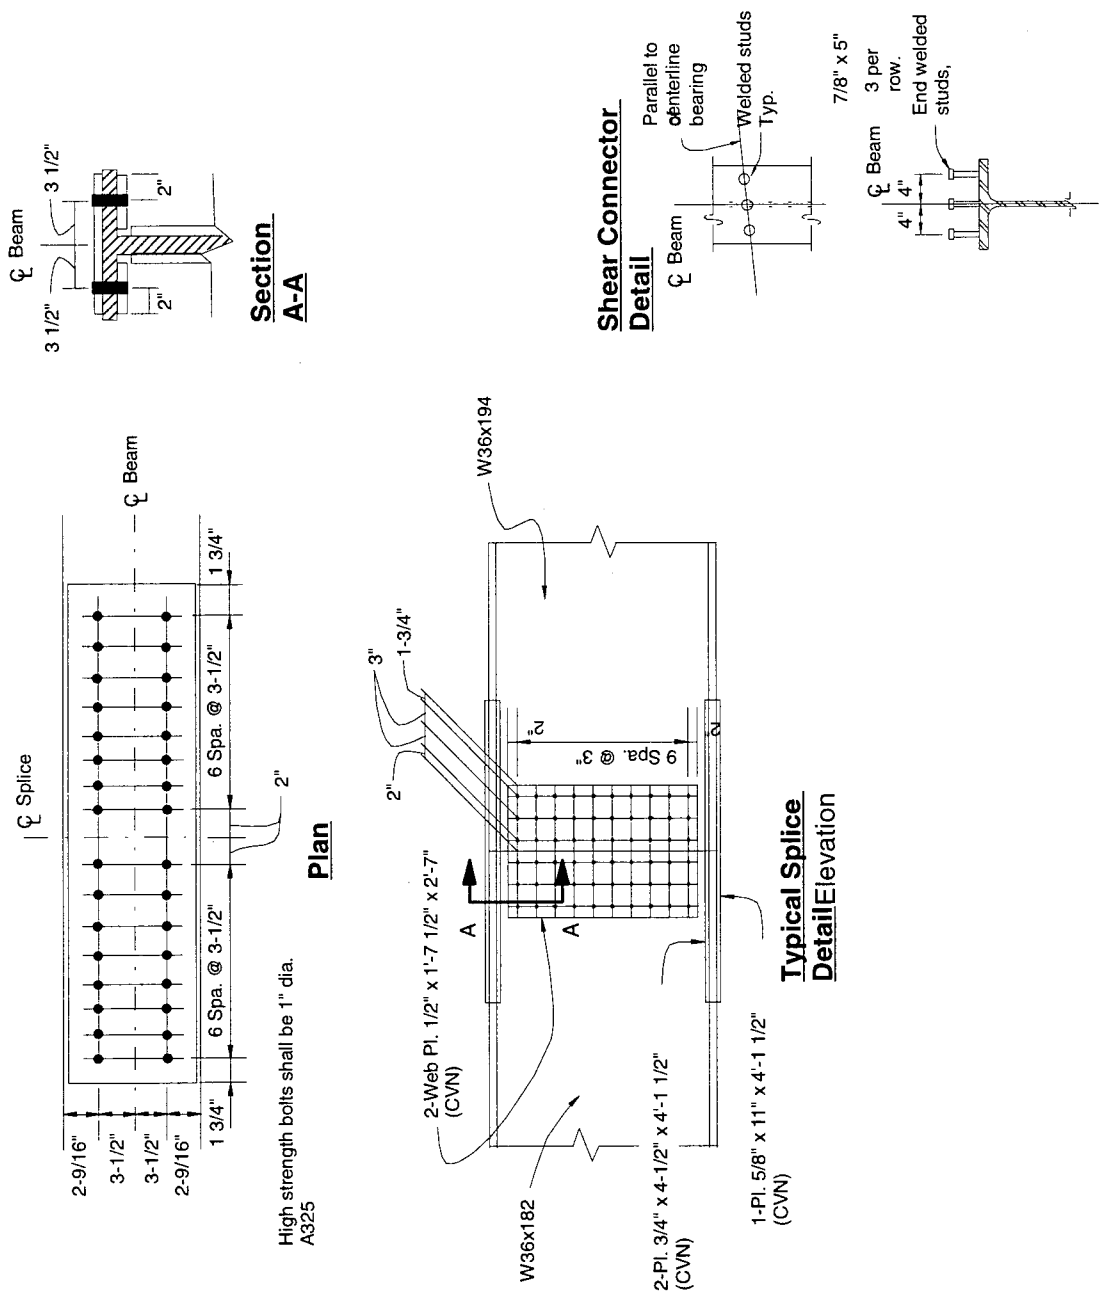 ℄ Splice
℄ Beam
2-9/16"
3-1/2"
3-1/2"
2-9/16"
1 3/4"
6 Spa. @ 3-1/2"
6 Spa. @ 3-1/2"
1 3/4"
2"
Plan
High strength bolts shall be 1" dia.
A325
℄ Beam
3 1/2"
3 1/2"
2"
2"
Section
A-A
2"
3"
1-3/4"
W36x194
2-Web Pl. 1/2" x 1'-7 1/2" x 2'-7"
(CVN)
A
A
2"
9 Spa. @ 3"
2"
W36x182
2-Pl. 3/4" x 4-1/2" x 4'-1 1/2"
(CVN)
1-Pl. 5/8" x 11" x 4'-1 1/2"
(CVN)
Typical Splice
Detail Elevation
Shear Connector
Detail
℄ Beam
Parallel to
centerline
bearing
Welded studs
Typ.
7/8" x 5"
3 per
row.
End welded
studs,
℄ Beam
4"
4"